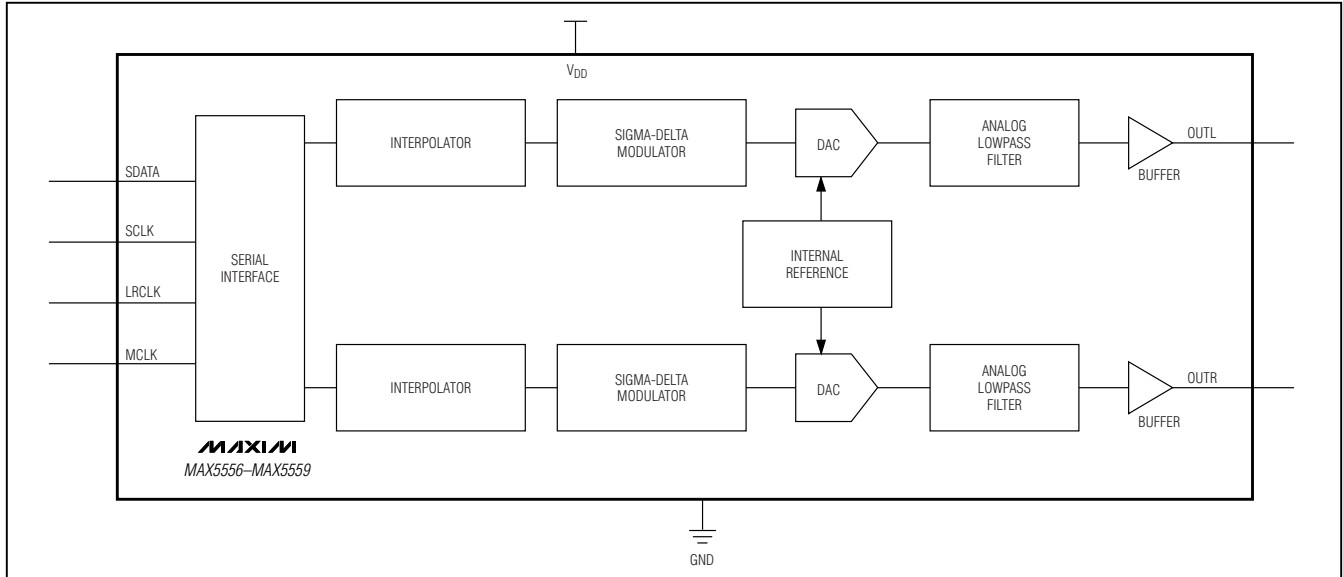 V_DD
SDATA
SCLK
LRCLK
MCLK
SERIAL
INTERFACE
INTERPOLATOR
SIGMA-DELTA
MODULATOR
DAC
ANALOG
LOWPASS
FILTER
BUFFER
OUTL
INTERNAL
REFERENCE
INTERPOLATOR
SIGMA-DELTA
MODULATOR
DAC
ANALOG
LOWPASS
FILTER
BUFFER
OUTR
MAXIM
MAX5556–MAX5559
GND